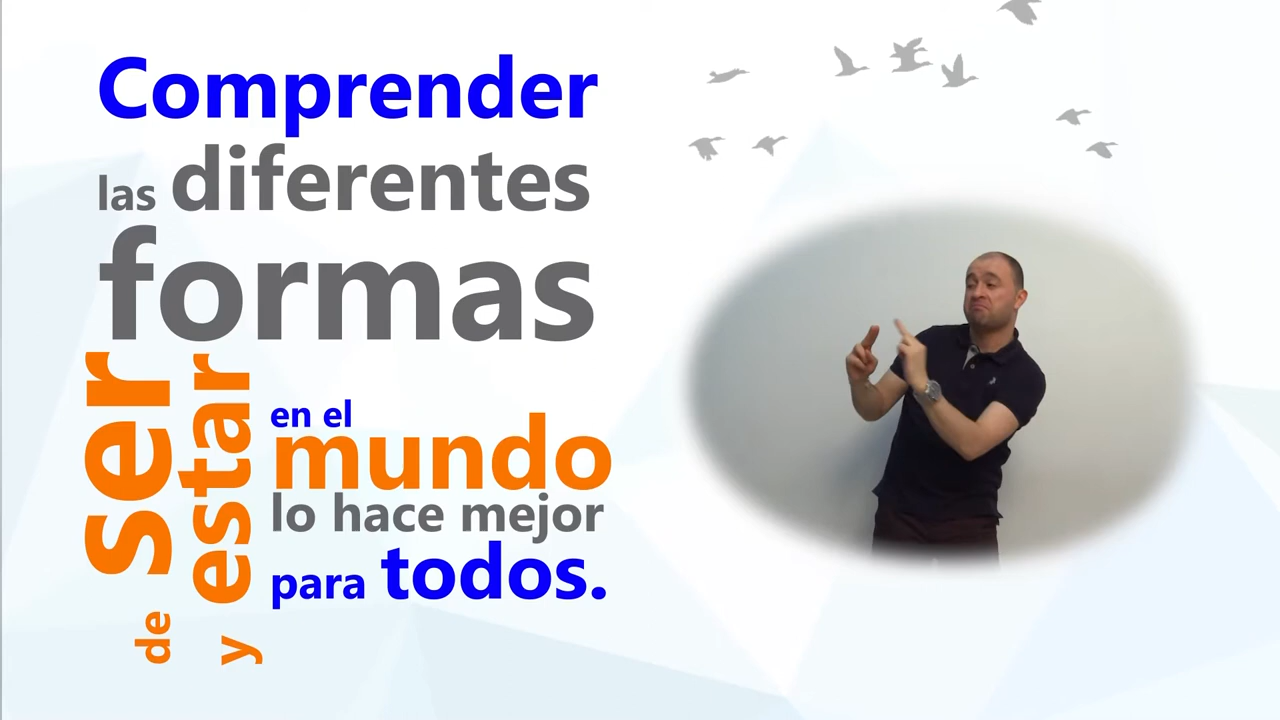 Comprender
las diferentes
formas
de ser
y estar
en el
mundo
lo hace mejor
para todos.